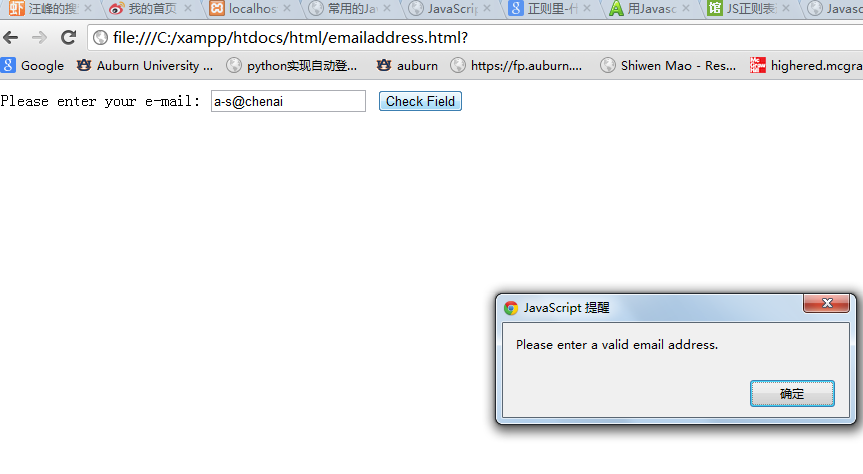 汪峰的搜 我的首页 localhos 常用的Ja JavaScrip 正则里-什 用Javasc JS正则表 Javasc
file:///C:/xampp/htdocs/html/emailaddress.html?
Google Auburn University ... python实现自动登... auburn https://fp.auburn.... Shiwen Mao - Res... highered.mcgra
Please enter your e-mail: a-s@chenai Check Field
JavaScript 提醒
Please enter a valid email address.
确定